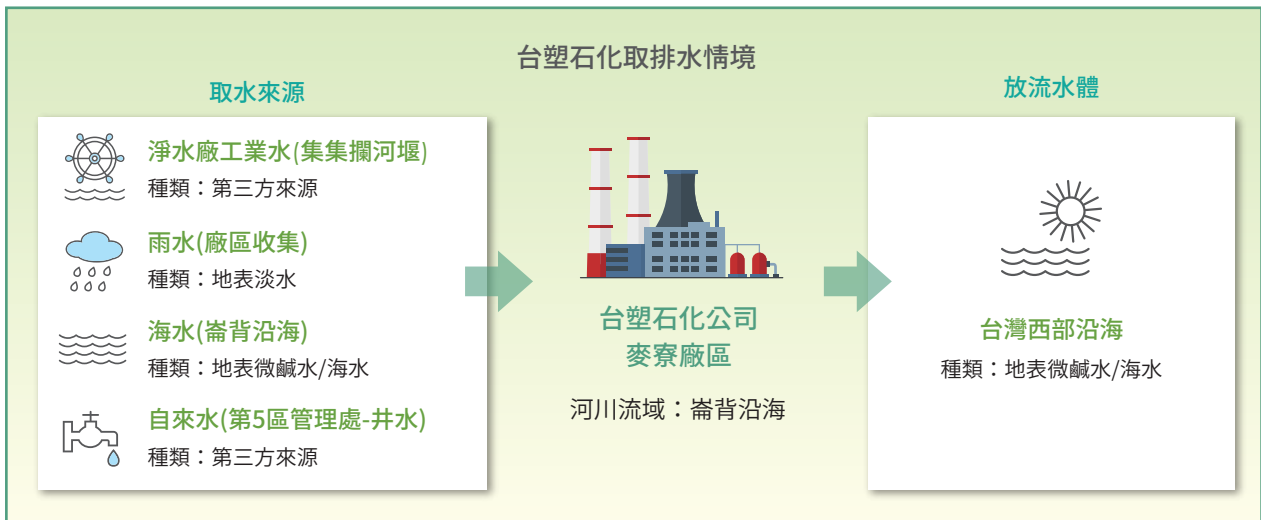 台塑石化取排水情境
取水來源
淨水廠工業水(集集攔河堰)
種類：第三方來源
雨水(廠區收集)
種類：地表淡水
海水(崙背沿海)
種類：地表微鹹水/海水
自來水(第5區管理處-井水)
種類：第三方來源
台塑石化公司
麥寮廠區
河川流域：崙背沿海
放流水體
台灣西部沿海
種類：地表微鹹水/海水